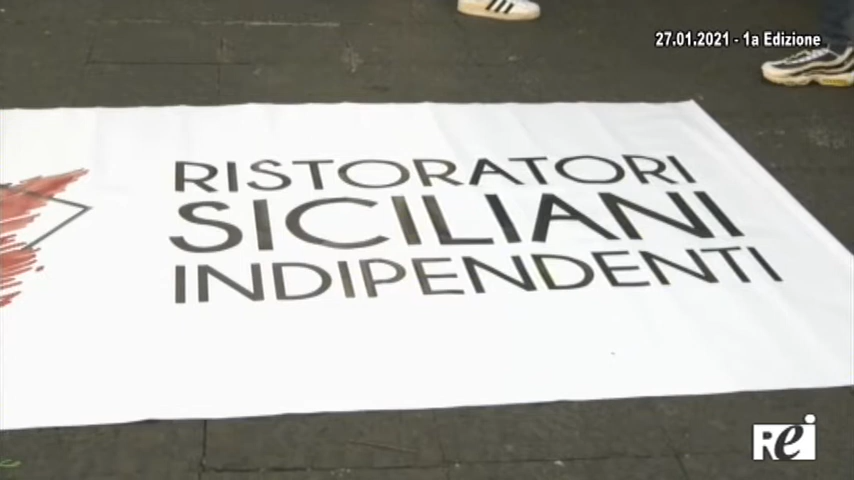 27.01.2021 - 1a Edizione
RISTORATORI
SICILIANI
INDIPENDENTI
REi